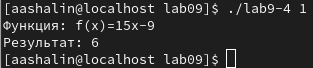 [aashalin@localhost lab09]$ ./lab9-4 1
Функция: f(x)=15x-9
Результат: 6
[aashalin@localhost lab09]$